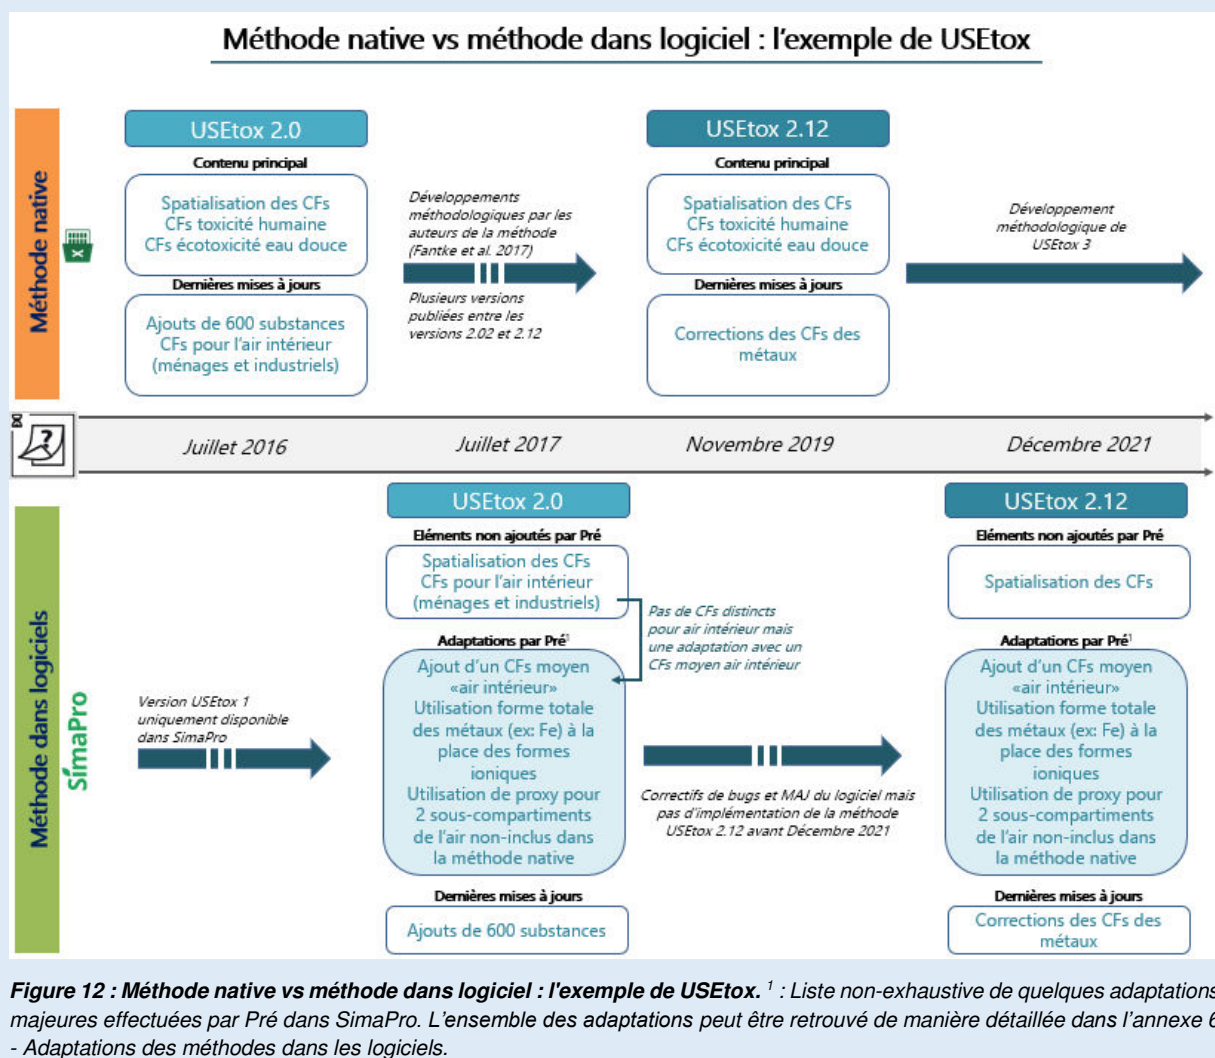 Méthode native vs méthode dans logiciel : l'exemple de USEtox
Méthode native
USEtox 2.0
Contenu principal
Spatialisation des CFs
CFs toxicité humaine
CFs écotoxicité eau douce
Dernières mises à jours
Ajouts de 600 substances
CFs pour l'air intérieur
(ménages et industriels)
Développements
méthodologiques par les
auteurs de la méthode
(Fantke et al. 2017)
Plusieurs versions
publiées entre les
versions 2.02 et 2.12
USEtox 2.12
Contenu principal
Spatialisation des CFs
CFs toxicité humaine
CFs écotoxicité eau douce
Dernières mises à jours
Corrections des CFs des
métaux
Développement
méthodologique de
USEtox 3
?
Juillet 2016
Juillet 2017
Novembre 2019
Décembre 2021
Méthode dans logiciels
SimaPro
Version USEtox 1
uniquement disponible
dans SimaPro
USEtox 2.0
Eléments non ajoutés par Pré
Spatialisation des CFs
CFs pour l'air intérieur
(ménages et industriels)
Adaptations par Pré¹
Ajout d'un CFs moyen
«air intérieur»
Utilisation forme totale
des métaux (ex: Fe) à la
place des formes
ioniques
Utilisation de proxy pour
2 sous-compartiments
de l'air non-inclus dans
la méthode native
Dernières mises à jours
Ajouts de 600 substances
Pas de CFs distincts
pour air intérieur mais
une adaptation avec un
CFs moyen air intérieur
Correctifs de bugs et MAJ du logiciel mais
pas d'implémentation de la méthode
USEtox 2.12 avant Décembre 2021
USEtox 2.12
Eléments non ajoutés par Pré
Spatialisation des CFs
Adaptations par Pré¹
Ajout d'un CFs moyen
«air intérieur»
Utilisation forme totale
des métaux (ex: Fe) à la
place des formes
ioniques
Utilisation de proxy pour
2 sous-compartiments
de l'air non-inclus dans
la méthode native
Dernières mises à jours
Corrections des CFs des
métaux
Figure 12 : Méthode native vs méthode dans logiciel : l'exemple de USEtox. ¹ : Liste non-exhaustive de quelques adaptations
majeures effectuées par Pré dans SimaPro. L'ensemble des adaptations peut être retrouvé de manière détaillée dans l'annexe 6
- Adaptations des méthodes dans les logiciels.